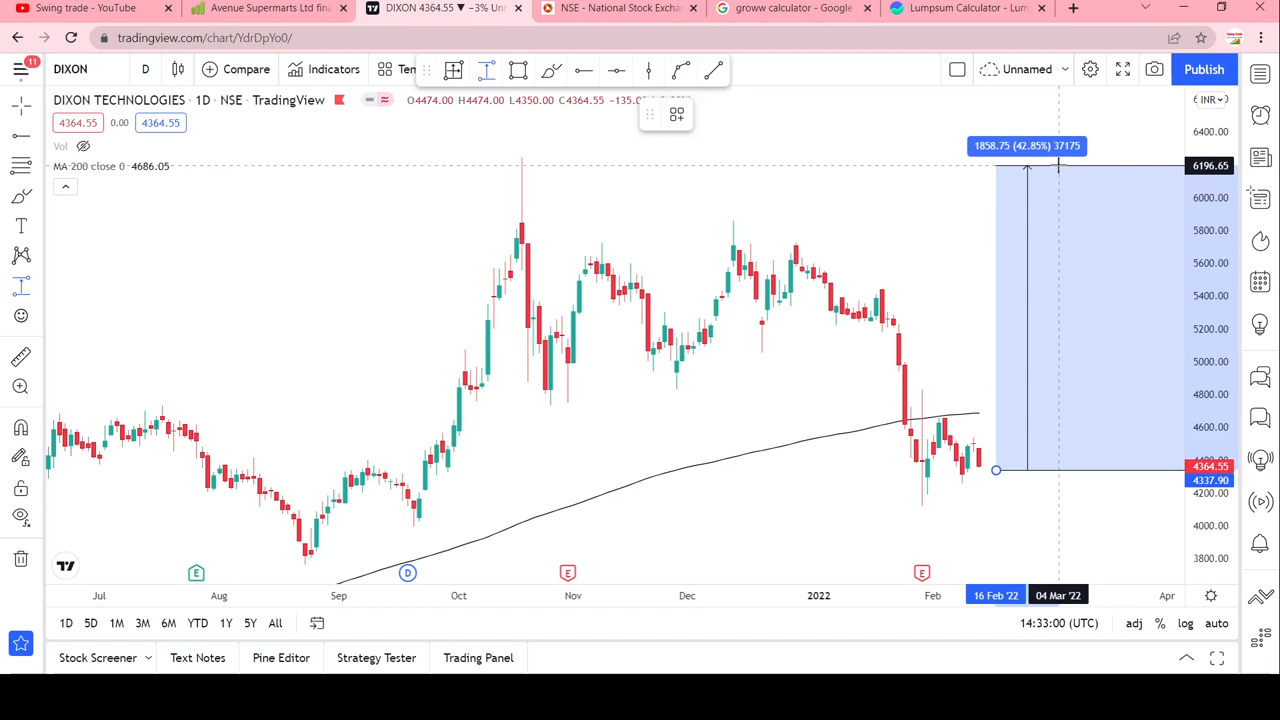 Swing trade - YouTube
Avenue Supermarts Ltd fina
DIXON 4364.55 ▼ −3% Unn
NSE - National Stock Exchan
groww calculator - Google
Lumpsum Calculator - Lum
tradingview.com/chart/YdrDpYo0/
11
DIXON
D
Compare
Indicators
Tem
Unnamed
Publish
DIXON TECHNOLOGIES · 1D · NSE · TradingView
O4474.00 H4474.00 L4350.00 C4364.55 −135.0
INR
4364.55
0.00
4364.55
Vol
MA 200 close 0 4686.05
1858.75 (42.85%) 37175
6400.00
6196.65
6000.00
5800.00
5600.00
5400.00
5200.00
5000.00
4800.00
4600.00
4364.55
4337.90
4200.00
4000.00
3800.00
E
D
E
E
Jul
Aug
Sep
Oct
Nov
Dec
2022
Feb
16 Feb '22
04 Mar '22
Apr
1D
5D
1M
3M
6M
YTD
1Y
5Y
All
14:33:00 (UTC)
adj
%
log
auto
Stock Screener
Text Notes
Pine Editor
Strategy Tester
Trading Panel